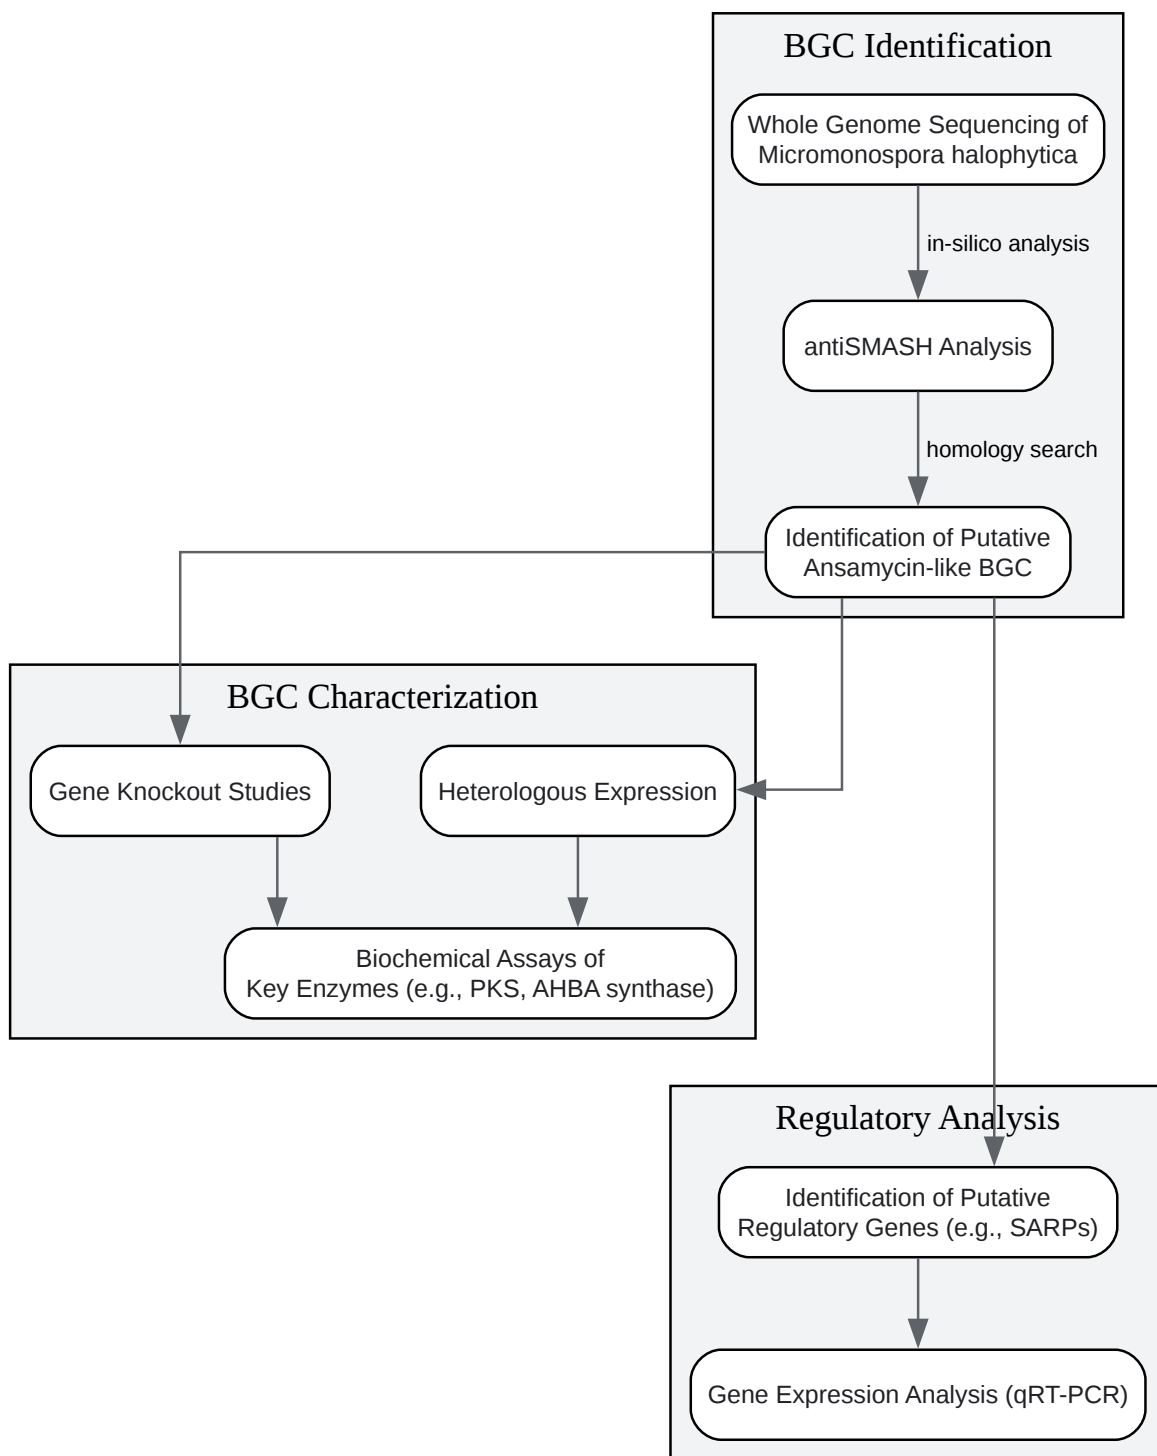 BGC Identification
Whole Genome Sequencing of
Micromonospora halophytica
in-silico analysis
antiSMASH Analysis
homology search
Identification of Putative
Ansamycin-like BGC
BGC Characterization
Gene Knockout Studies
Heterologous Expression
Biochemical Assays of
Key Enzymes (e.g., PKS, AHBA synthase)
Regulatory Analysis
Identification of Putative
Regulatory Genes (e.g., SARPs)
Gene Expression Analysis (qRT-PCR)